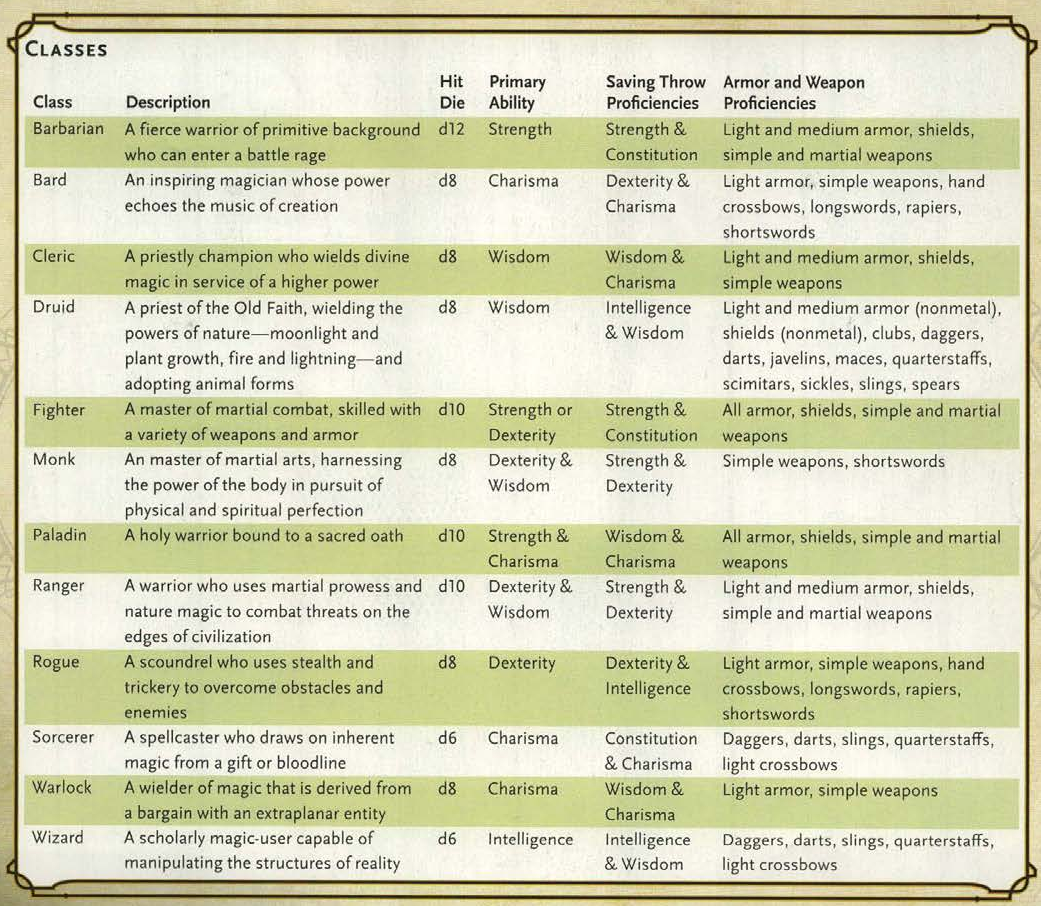 CLASSES
Hit Primary Saving Throw Armor and Weapon
Class Description Die Ability Proficiencies Proficiencies
Barbarian A fierce warrior of primitive background d12 Strength Strength & Light and medium armor, shields,
who can enter a battle rage Constitution simple and martial weapons
Bard An inspiring magician whose power d8 Charisma Dexterity & Light armor, simple weapons, hand
echoes the music of creation Charisma crossbows, longswords, rapiers,
shortswords
Cleric A priestly champion who wields divine d8 Wisdom Wisdom & Light and medium armor, shields,
magic in service of a higher power Charisma simple weapons
Druid A priest of the Old Faith, wielding the d8 Wisdom Intelligence Light and medium armor (nonmetal),
powers of nature—moonlight and & Wisdom shields (nonmetal), clubs, daggers,
plant growth, fire and lightning—and darts, javelins, maces, quarterstaffs,
adopting animal forms scimitars, sickles, slings, spears
Fighter A master of martial combat, skilled with d10 Strength or Strength & All armor, shields, simple and martial
a variety of weapons and armor Dexterity Constitution weapons
Monk An master of martial arts, harnessing d8 Dexterity & Strength & Simple weapons, shortswords
the power of the body in pursuit of Wisdom Dexterity
physical and spiritual perfection
Paladin A holy warrior bound to a sacred oath d10 Strength & Wisdom & All armor, shields, simple and martial
Charisma Charisma weapons
Ranger A warrior who uses martial prowess and d10 Dexterity & Strength & Light and medium armor, shields,
nature magic to combat threats on the Wisdom Dexterity simple and martial weapons
edges of civilization
Rogue A scoundrel who uses stealth and d8 Dexterity Dexterity & Light armor, simple weapons, hand
trickery to overcome obstacles and Intelligence crossbows, longswords, rapiers,
enemies shortswords
Sorcerer A spellcaster who draws on inherent d6 Charisma Constitution Daggers, darts, slings, quarterstaffs,
magic from a gift or bloodline & Charisma light crossbows
Warlock A wielder of magic that is derived from d8 Charisma Wisdom & Light armor, simple weapons
a bargain with an extraplanar entity Charisma
Wizard A scholarly magic-user capable of d6 Intelligence Intelligence Daggers, darts, slings, quarterstaffs,
manipulating the structures of reality & Wisdom light crossbows